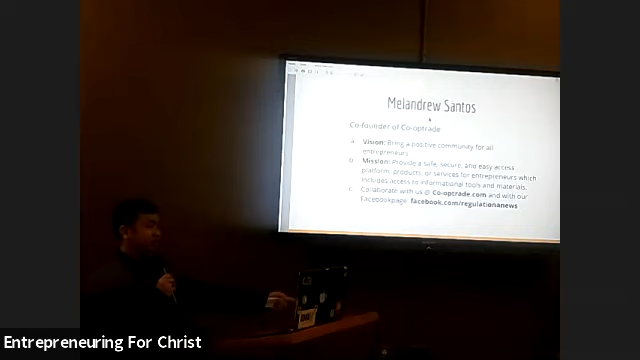 Melandrew Santos
Co-founder of Co-optrade
Vision: Bring a positive community for all
entrepreneurs
Mission: Provide a safe, secure, and easy access
platform, products, or services for entrepreneurs which
includes access to informational tools and materials.
Collaborate with us @ Co-optrade.com and with our
Facebookpage: facebook.com/regulationanews
Entrepreneuring For Christ